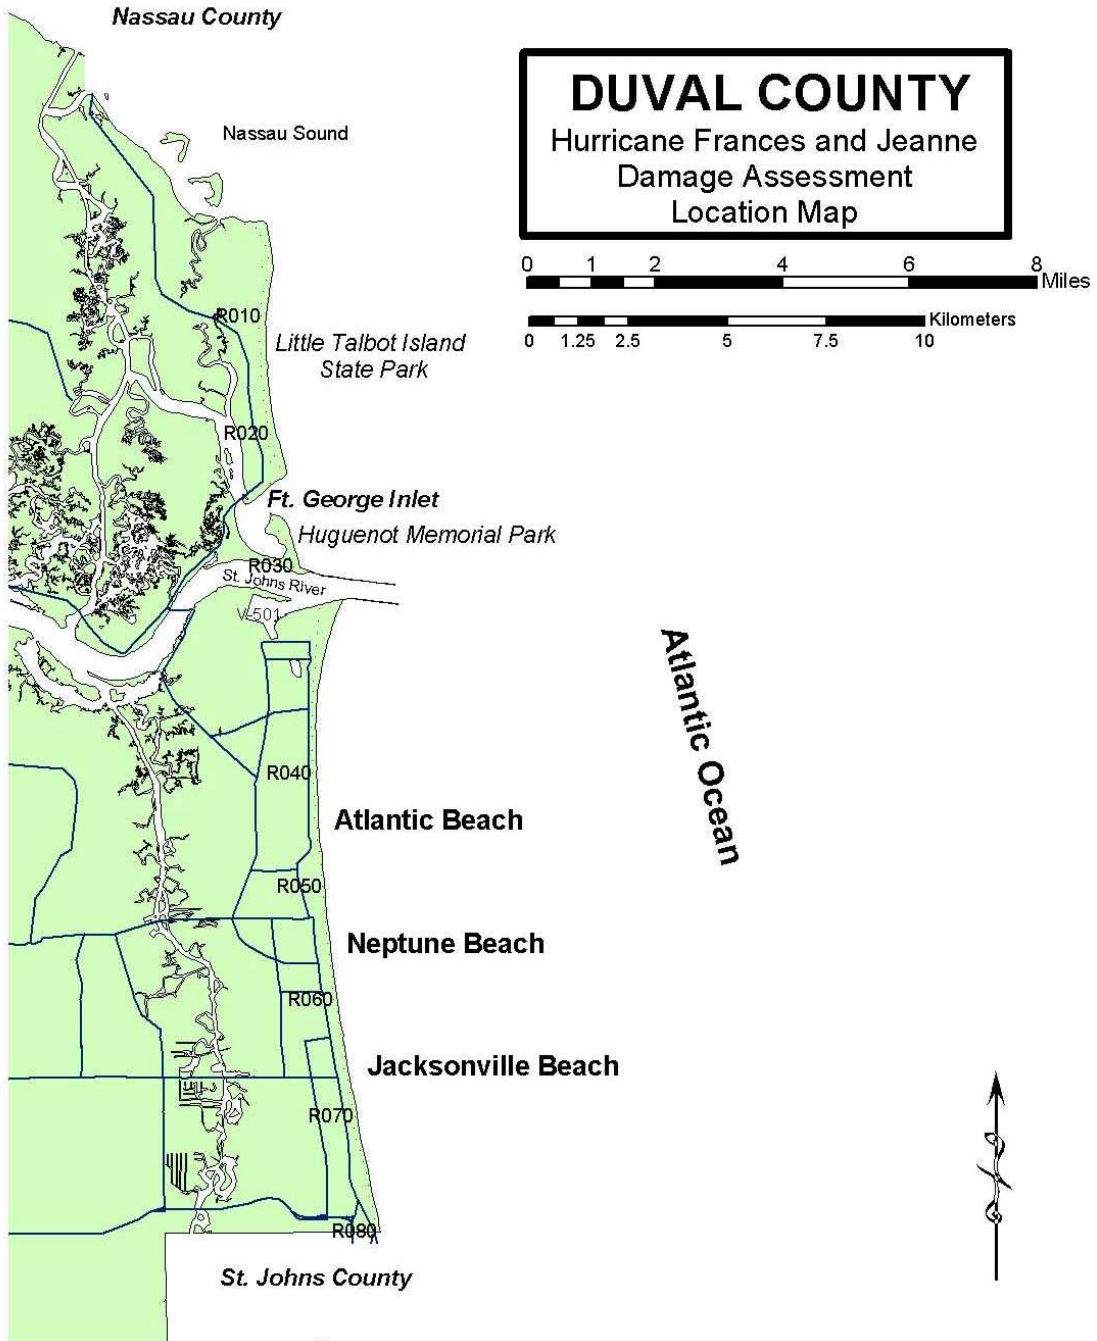 Nassau County
DUVAL COUNTY
Hurricane Frances and Jeanne
Damage Assessment
Location Map
Nassau Sound
0 1 2 4 6 8
Miles
Kilometers
0 1.25 2.5 5 7.5 10
R010
Little Talbot Island
State Park
R020
Ft. George Inlet
Huguenot Memorial Park
R030
St. Johns River
V-501
Atlantic Ocean
R040
Atlantic Beach
R050
Neptune Beach
R060
Jacksonville Beach
R070
R080
St. Johns County